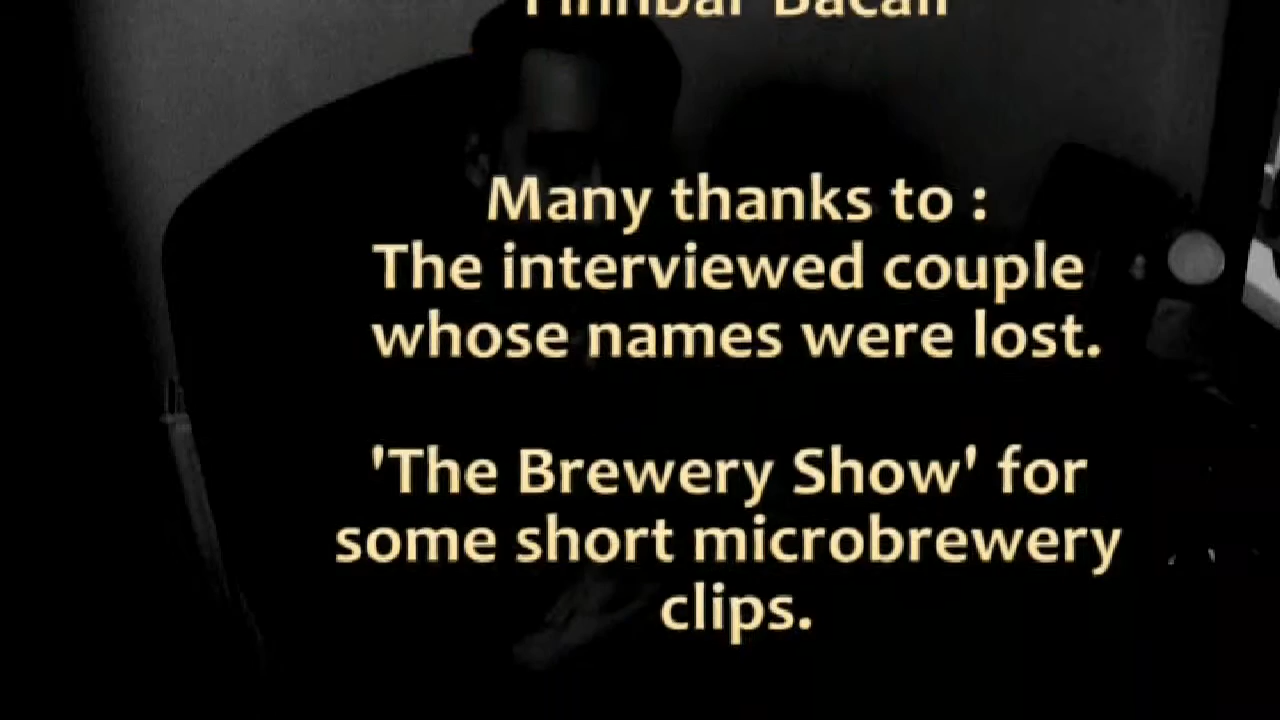 Many thanks to :
The interviewed couple
whose names were lost.
'The Brewery Show' for
some short microbrewery
clips.